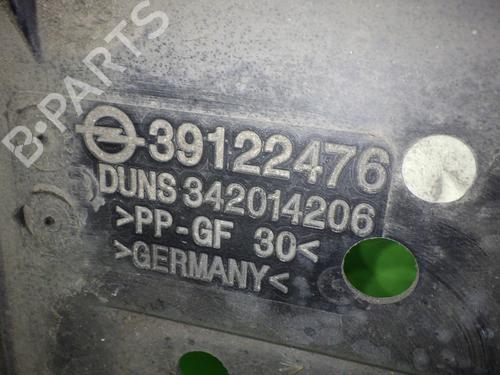 B-PARTS
39122476
DUNS 342014206
>PP-GF 30<
>GERMANY<